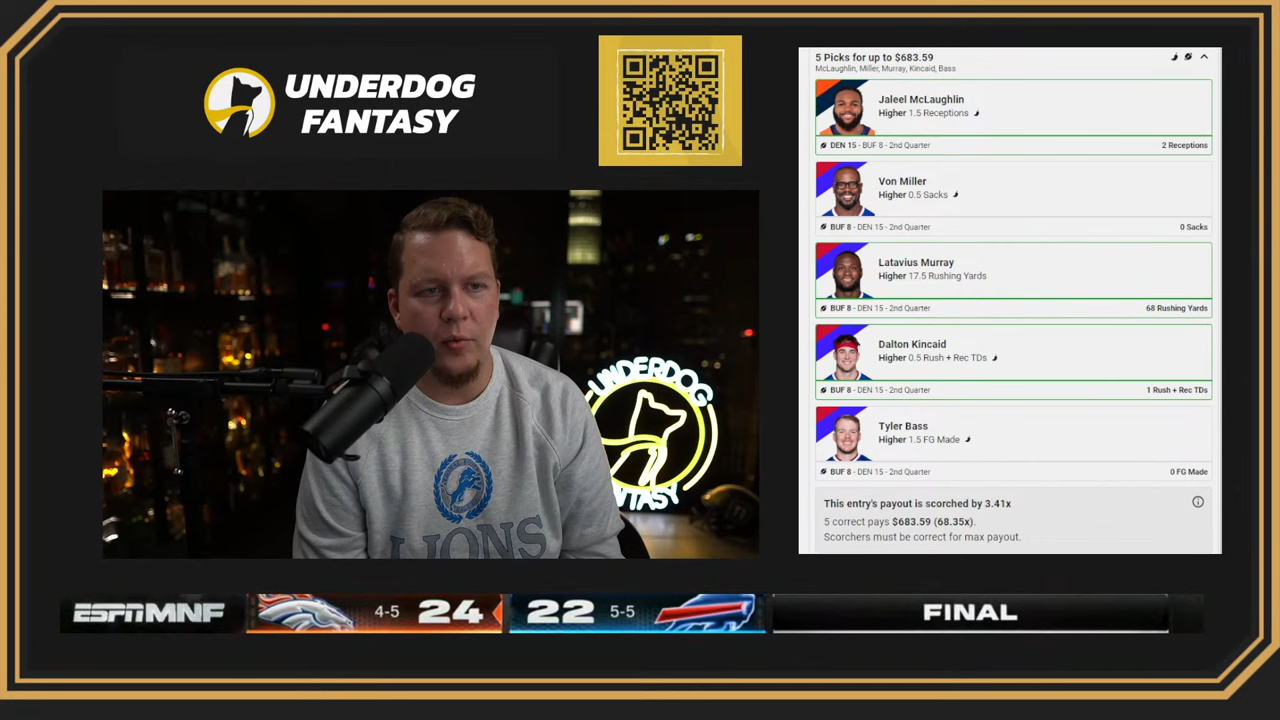 UNDERDOG
FANTASY
5 Picks for up to $683.59
McLaughlin, Miller, Murray, Kincaid, Bass
Jaleel McLaughlin
Higher 1.5 Receptions
DEN 15 - BUF 8 - 2nd Quarter
2 Receptions
Von Miller
Higher 0.5 Sacks
BUF 8 - DEN 15 - 2nd Quarter
0 Sacks
Latavius Murray
Higher 17.5 Rushing Yards
BUF 8 - DEN 15 - 2nd Quarter
68 Rushing Yards
Dalton Kincaid
Higher 0.5 Rush + Rec TDs
BUF 8 - DEN 15 - 2nd Quarter
1 Rush + Rec TDs
Tyler Bass
Higher 1.5 FG Made
BUF 8 - DEN 15 - 2nd Quarter
0 FG Made
This entry's payout is scorched by 3.41x
5 correct pays $683.59 (68.35x).
Scorchers must be correct for max payout.
UNDERDOG
FANTASY
LIONS
ESPN MNF
4-5
24
22
5-5
FINAL